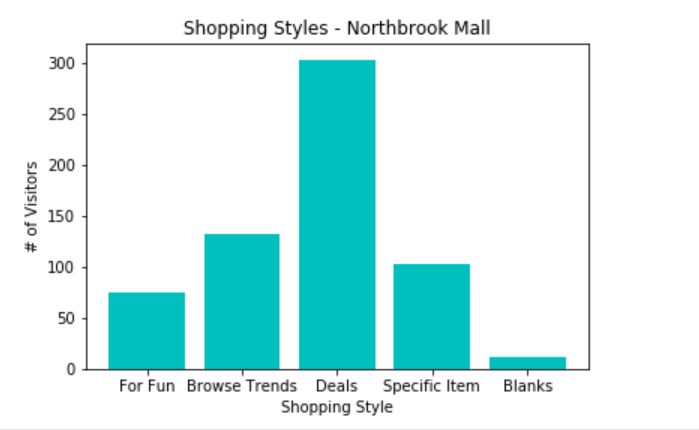 Shopping Styles - Northbrook Mall
300
250
200
150
100
50
0
# of Visitors
For Fun Browse Trends Deals Specific Item Blanks
Shopping Style